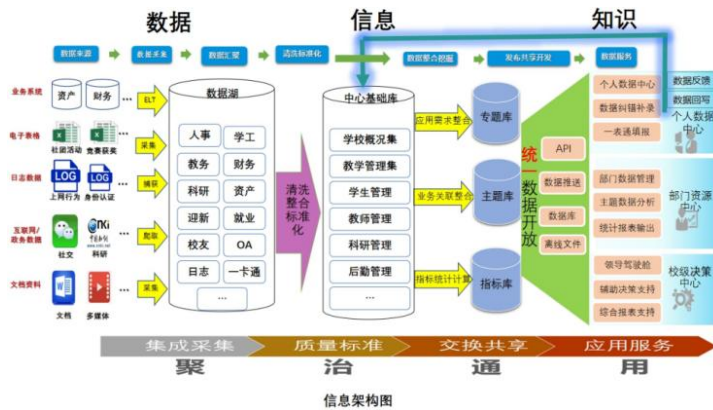 数据
信息
知识
数据来源
数据采集
数据汇聚
清洗标准化
数据整合挖掘
发布共享开发
数据服务
业务系统
资产
财务
...
ELT
电子表格
社团活动
竞赛获奖
...
采集
日志数据
LOG
LOG
上网行为
身份认证
...
捕获
互联网/
政务数据
社交
CNKi
科研
...
爬取
文档资料
文档
多媒体
...
采集
数据湖
人事
学工
教务
财务
科研
资产
迎新
就业
校友
OA
日志
一卡通
...
清洗
整合
标准化
中心基础库
学校概况集
教学管理集
学生管理
教师管理
科研管理
后勤管理
...
应用要求整合
业务关联整合
指标统计计算
专题库
主题库
指标库
统一数据开放
API
数据推送
数据库
离线文件
个人数据中心
数据纠错补录
一表通填报
部门数据管理
主题数据分析
统计报表输出
领导驾驶舱
辅助决策支持
综合报表支持
数据反馈
数据回写
个人数据
中心
部门资源
中心
校级决策
中心
集成采集
质量标准
交换共享
应用服务
聚
治
通
用
信息架构图